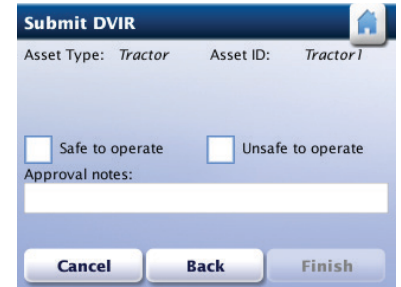 Submit DVIR
Asset Type: Tractor Asset ID: Tractor1
Safe to operate Unsafe to operate
Approval notes:
Cancel Back Finish